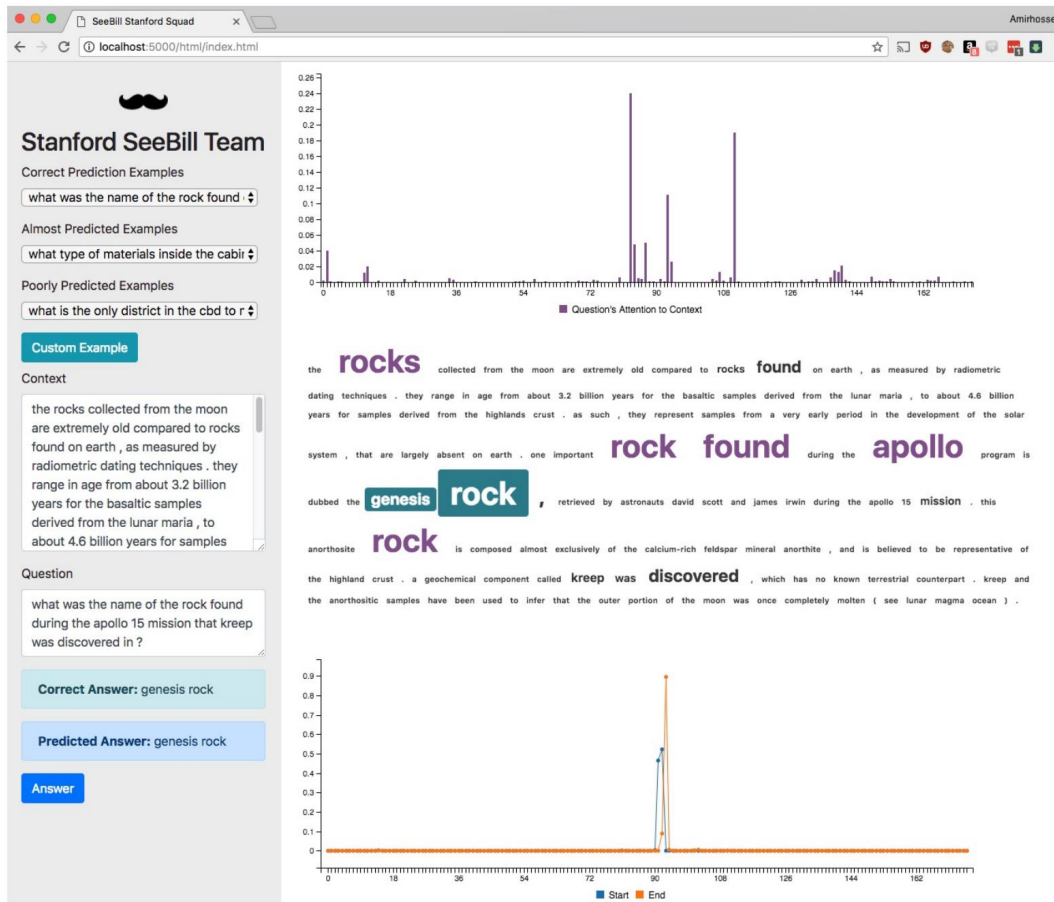 SeeBill Stanford Squad
Amirhosse
localhost:5000/html/index.html
Stanford SeeBill Team
Correct Prediction Examples
what was the name of the rock found
Almost Predicted Examples
what type of materials inside the cabin
Poorly Predicted Examples
what is the only district in the cbd to r
Custom Example
Context
the rocks collected from the moon
are extremely old compared to rocks
found on earth , as measured by
radiometric dating techniques . they
range in age from about 3.2 billion
years for the basaltic samples
derived from the lunar maria , to
about 4.6 billion years for samples
Question
what was the name of the rock found
during the apollo 15 mission that kreep
was discovered in ?
Correct Answer: genesis rock
Predicted Answer: genesis rock
Answer
0.26
0.24
0.22
0.2
0.18
0.16
0.14
0.12
0.1
0.08
0.06
0.04
0.02
0
0 18 36 54 72 90 108 126 144 162
Question's Attention to Context
the rocks collected from the moon are extremely old compared to rocks found on earth , as measured by radiometric
dating techniques . they range in age from about 3.2 billion years for the basaltic samples derived from the lunar maria , to about 4.6 billion
years for samples derived from the highlands crust . as such , they represent samples from a very early period in the development of the solar
system , that are largely absent on earth . one important rock found during the apollo program is
dubbed the genesis rock , retrieved by astronauts david scott and james irwin during the apollo 15 mission . this
anorthosite rock is composed almost exclusively of the calcium-rich feldspar mineral anorthite , and is believed to be representative of
the highland crust . a geochemical component called kreep was discovered , which has no known terrestrial counterpart . kreep and
the anorthositic samples have been used to infer that the outer portion of the moon was once completely molten ( see lunar magma ocean ) .
0.9
0.8
0.7
0.6
0.5
0.4
0.3
0.2
0.1
0
0 18 36 54 72 90 108 126 144 162
Start End